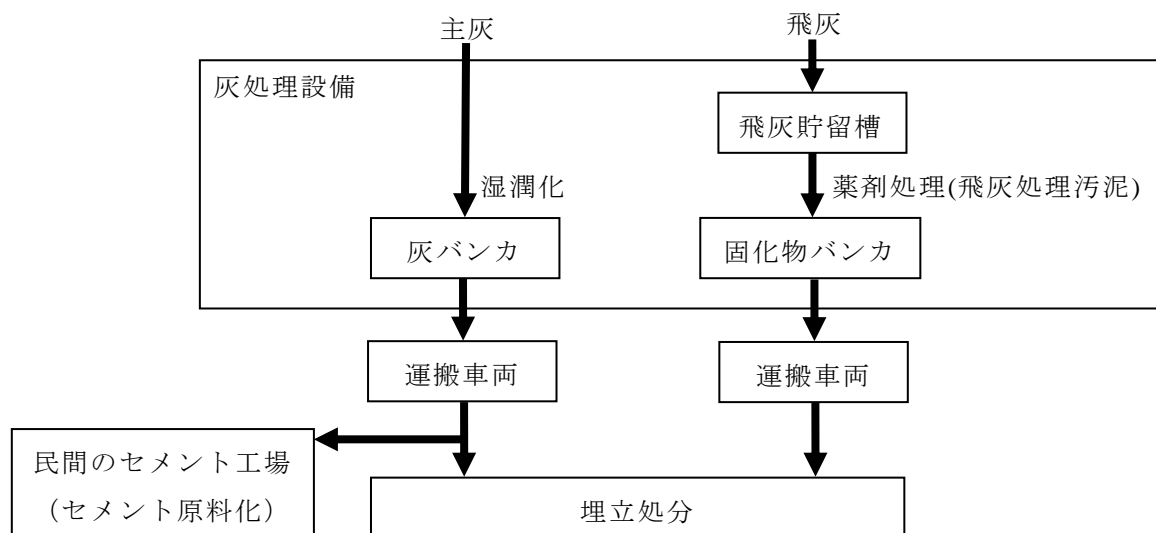 主灰
飛灰
灰処理設備
飛灰貯留槽
湿潤化
薬剤処理(飛灰処理汚泥)
灰バンカ
固化物バンカ
運搬車両
運搬車両
民間のセメント工場
（セメント原料化）
埋立処分